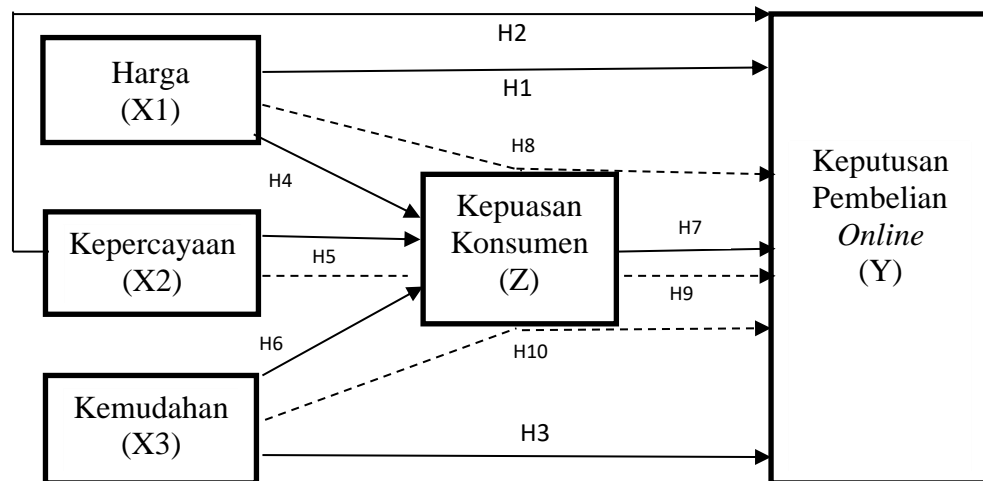 H2
Harga
(X1)
H1
H8
H4
Kepuasan
Konsumen
(Z)
Keputusan
Pembelian
Online
(Y)
Kepercayaan
(X2)
H5
H7
H9
H6
H10
Kemudahan
(X3)
H3